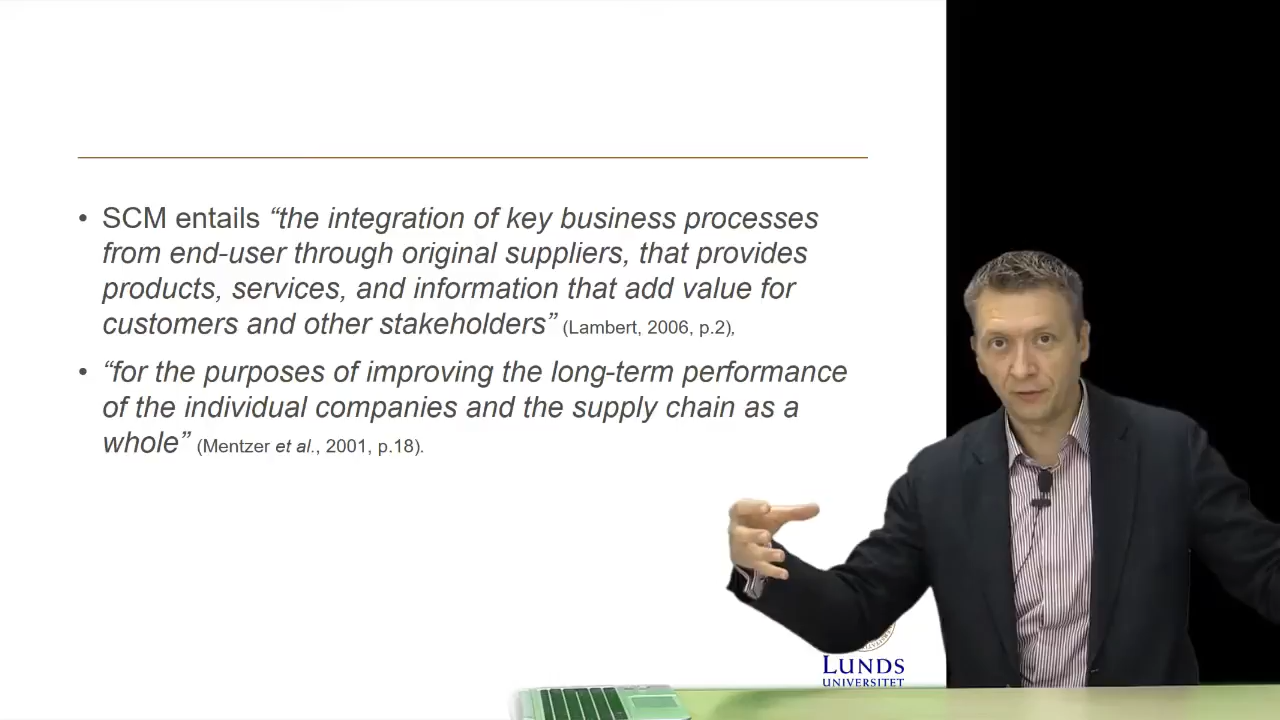 • SCM entails “the integration of key business processes
from end-user through original suppliers, that provides
products, services, and information that add value for
customers and other stakeholders” (Lambert, 2006, p.2),
• “for the purposes of improving the long-term performance
of the individual companies and the supply chain as a
whole” (Mentzer et al., 2001, p.18).
LUNDS
UNIVERSITET